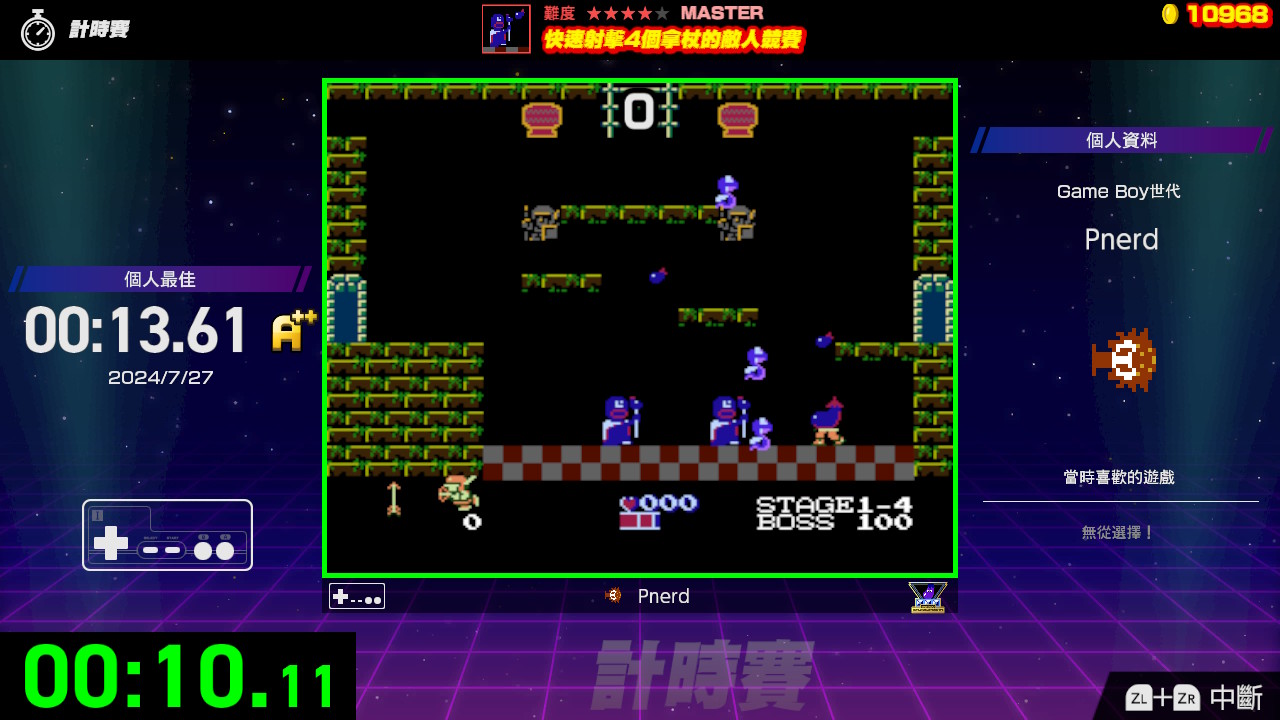 計時賽
難度 ★★★★★ MASTER
快速射擊4個拿杖的敵人競賽
10968
0
個人資料
Game Boy世代
Pnerd
當時喜歡的遊戲
無從選擇！
個人最佳
00:13.61 A++
2024/7/27
0
000
STAGE1-4
BOSS 100
Pnerd
計時賽
00:10.11
ZL+ZR 中斷